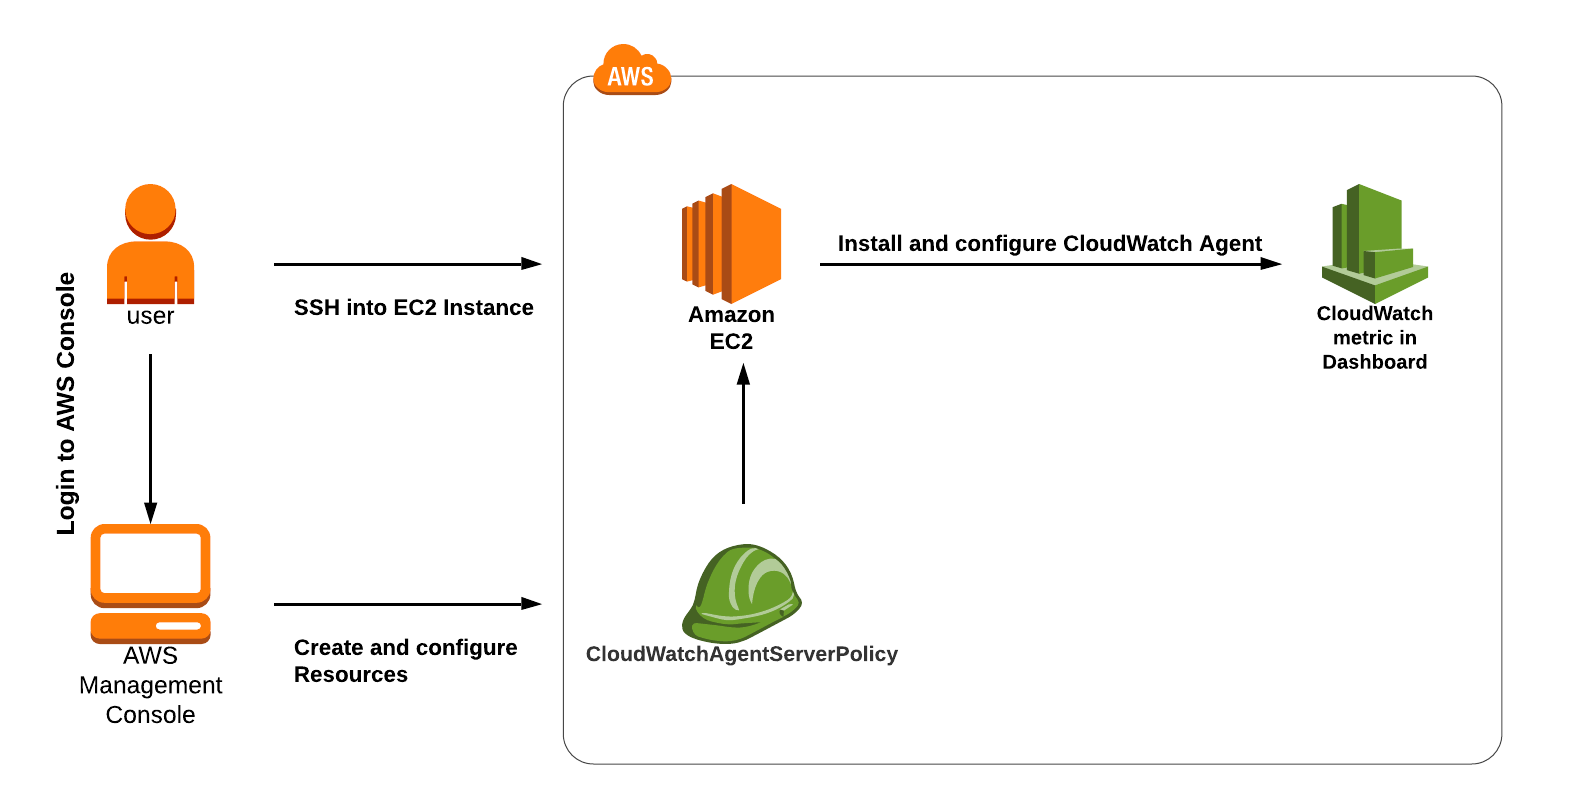 AWS
user
Login to AWS Console
SSH into EC2 Instance
Amazon
EC2
Install and configure CloudWatch Agent
CloudWatch
metric in
Dashboard
AWS
Management
Console
Create and configure
Resources
CloudWatchAgentServerPolicy